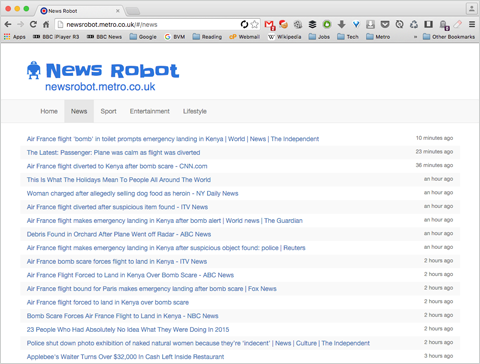 News Robot
newsrobot.metro.co.uk/#/news
Apps
BBC iPlayer
BBC News
Google
BVM
Reading
Webmail
Wikipedia
Jobs
Tech
Metro
»
Other Bookmarks
News Robot
newsrobot.metro.co.uk
Home News Sport Entertainment Lifestyle
Air France flight 'bomb' in toilet prompts emergency landing in Kenya | World | News | The Independent 10 minutes ago
The Latest: Passenger: Plane was calm as flight was diverted 23 minutes ago
Air France flight diverted to Kenya after bomb scare - CNN.com 36 minutes ago
This Is What The Holidays Mean To People All Around The World an hour ago
Woman charged after allegedly selling dog food as heroin - NY Daily News an hour ago
Air France flight diverted after suspicious item found - ITV News an hour ago
Air France flight makes emergency landing in Kenya after bomb alert | World news | The Guardian an hour ago
Debris Found in Orchard After Plane Went off Radar - ABC News an hour ago
Air France flight makes emergency landing in Kenya after suspicious object found: police | Reuters an hour ago
Air France bomb scare forces flight to land in Kenya - ITV News 2 hours ago
Air France Flight Forced to Land in Kenya Over Bomb Scare - ABC News 2 hours ago
Air France flight bound for Paris makes emergency landing after bomb scare | Fox News 2 hours ago
Air France flight forced to land in Kenya over bomb scare 2 hours ago
Bomb Scare Forces Air France Flight to Land in Kenya - NBC News 2 hours ago
23 People Who Had Absolutely No Idea What They Were Doing In 2015 2 hours ago
Police shut down photo exhibition of naked natural women because they're 'indecent' | News | Culture | The Independent 2 hours ago
Applebee's Waiter Turns Over $32,000 In Cash Left Inside Restaurant 3 hours ago